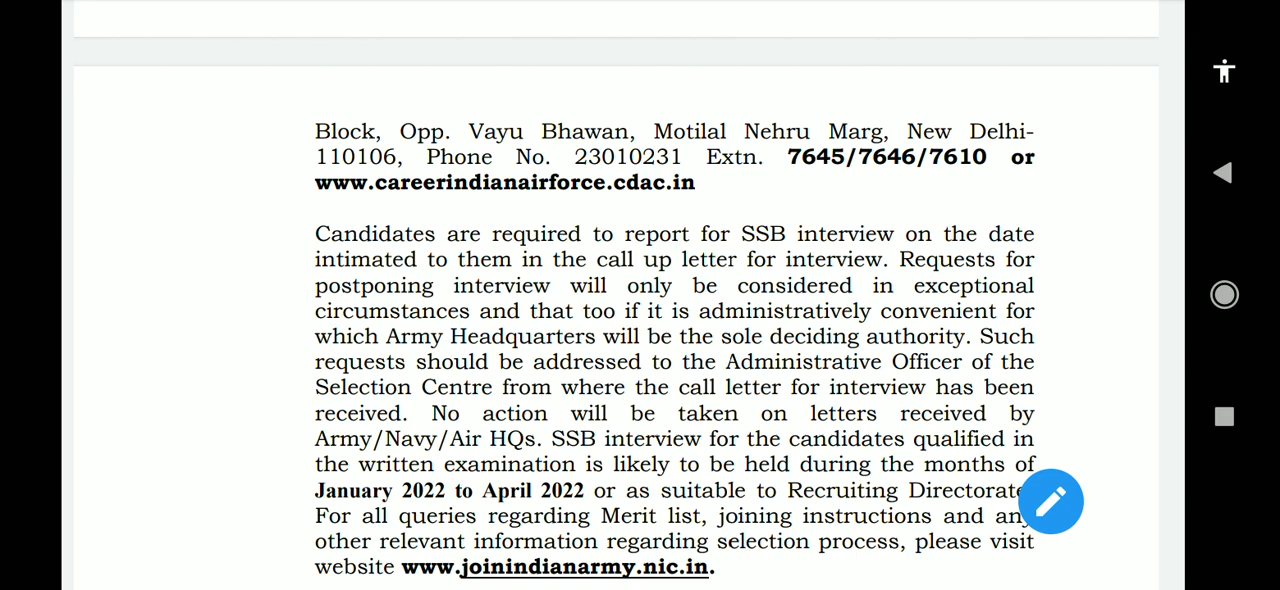 Block, Opp. Vayu Bhawan, Motilal Nehru Marg, New Delhi-
110106, Phone No. 23010231 Extn. 7645/7646/7610 or
www.careerindianairforce.cdac.in
Candidates are required to report for SSB interview on the date
intimated to them in the call up letter for interview. Requests for
postponing interview will only be considered in exceptional
circumstances and that too if it is administratively convenient for
which Army Headquarters will be the sole deciding authority. Such
requests should be addressed to the Administrative Officer of the
Selection Centre from where the call letter for interview has been
received. No action will be taken on letters received by
Army/Navy/Air HQs. SSB interview for the candidates qualified in
the written examination is likely to be held during the months of
January 2022 to April 2022 or as suitable to Recruiting Directorate
For all queries regarding Merit list, joining instructions and any
other relevant information regarding selection process, please visit
website www.joinindianarmy.nic.in.